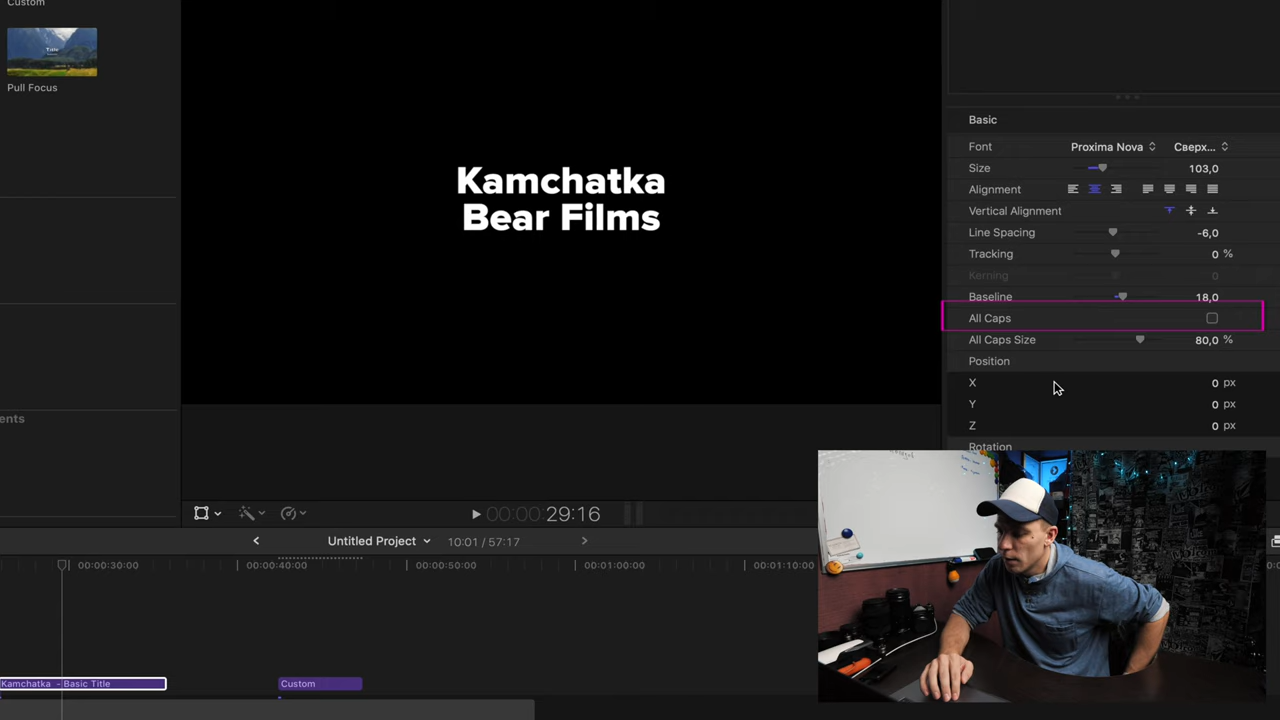 Custom
Pull Focus
ents
Kamchatka
Bear Films
Basic
Font Proxima Nova Сверх...
Size 103,0
Alignment
Vertical Alignment
Line Spacing -6,0
Tracking 0 %
Kerning 0
Baseline 18,0
All Caps
All Caps Size 80,0 %
Position
X 0 px
Y 0 px
Z 0 px
Rotation
00:00:29:16
Untitled Project 10:01 / 57:17
00:00:30:00 00:00:40:00 00:00:50:00 00:01:00:00 00:01:10:00
Kamchatka - Basic Title
Custom